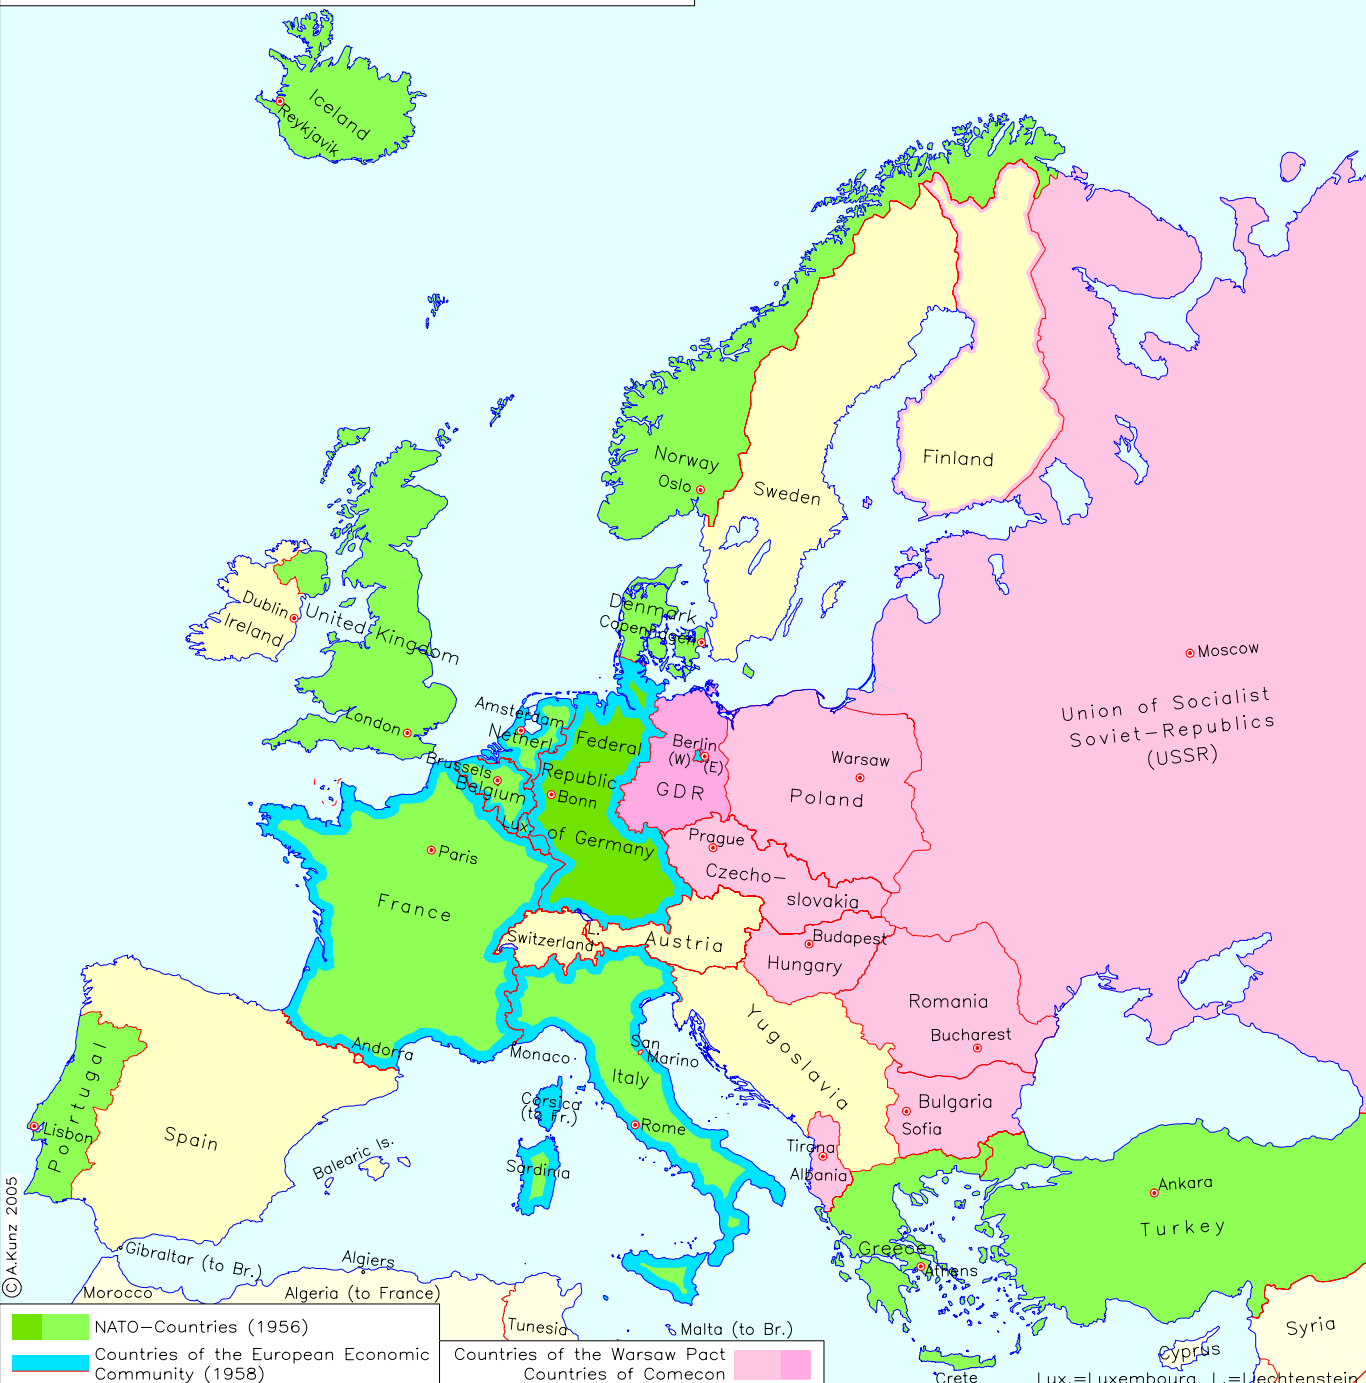 Iceland
Reykjavik
Norway
Oslo
Sweden
Finland
Dublin
Ireland
United Kingdom
London
Denmark
Copenhagen
Moscow
Union of Socialist
Soviet-Republics
(USSR)
Amsterdam
Netherl.
Brussels
Belgium
Lux.
Federal
Republic
Bonn
of Germany
Berlin
(W) (E)
GDR
Warsaw
Poland
Prague
Czecho-
slovakia
Paris
France
Switzerland
L.
Austria
Budapest
Hungary
Romania
Bucharest
Yugoslavia
Bulgaria
Sofia
Andorra
Monaco
San
Marino
Italy
Rome
Corsica
(to Fr.)
Sardinia
Portugal
Lisbon
Spain
Balearic Is.
Tirana
Albania
Greece
Athens
Ankara
Turkey
Gibraltar (to Br.)
Algiers
Morocco
Algeria (to France)
Tunesia
Malta (to Br.)
Crete
Cyprus
Syria
©A.Kunz 2005
NATO-Countries (1956)
Countries of the European Economic
Community (1958)
Countries of the Warsaw Pact
Countries of Comecon
Lux.=Luxembourg, L.=Liechtenstein